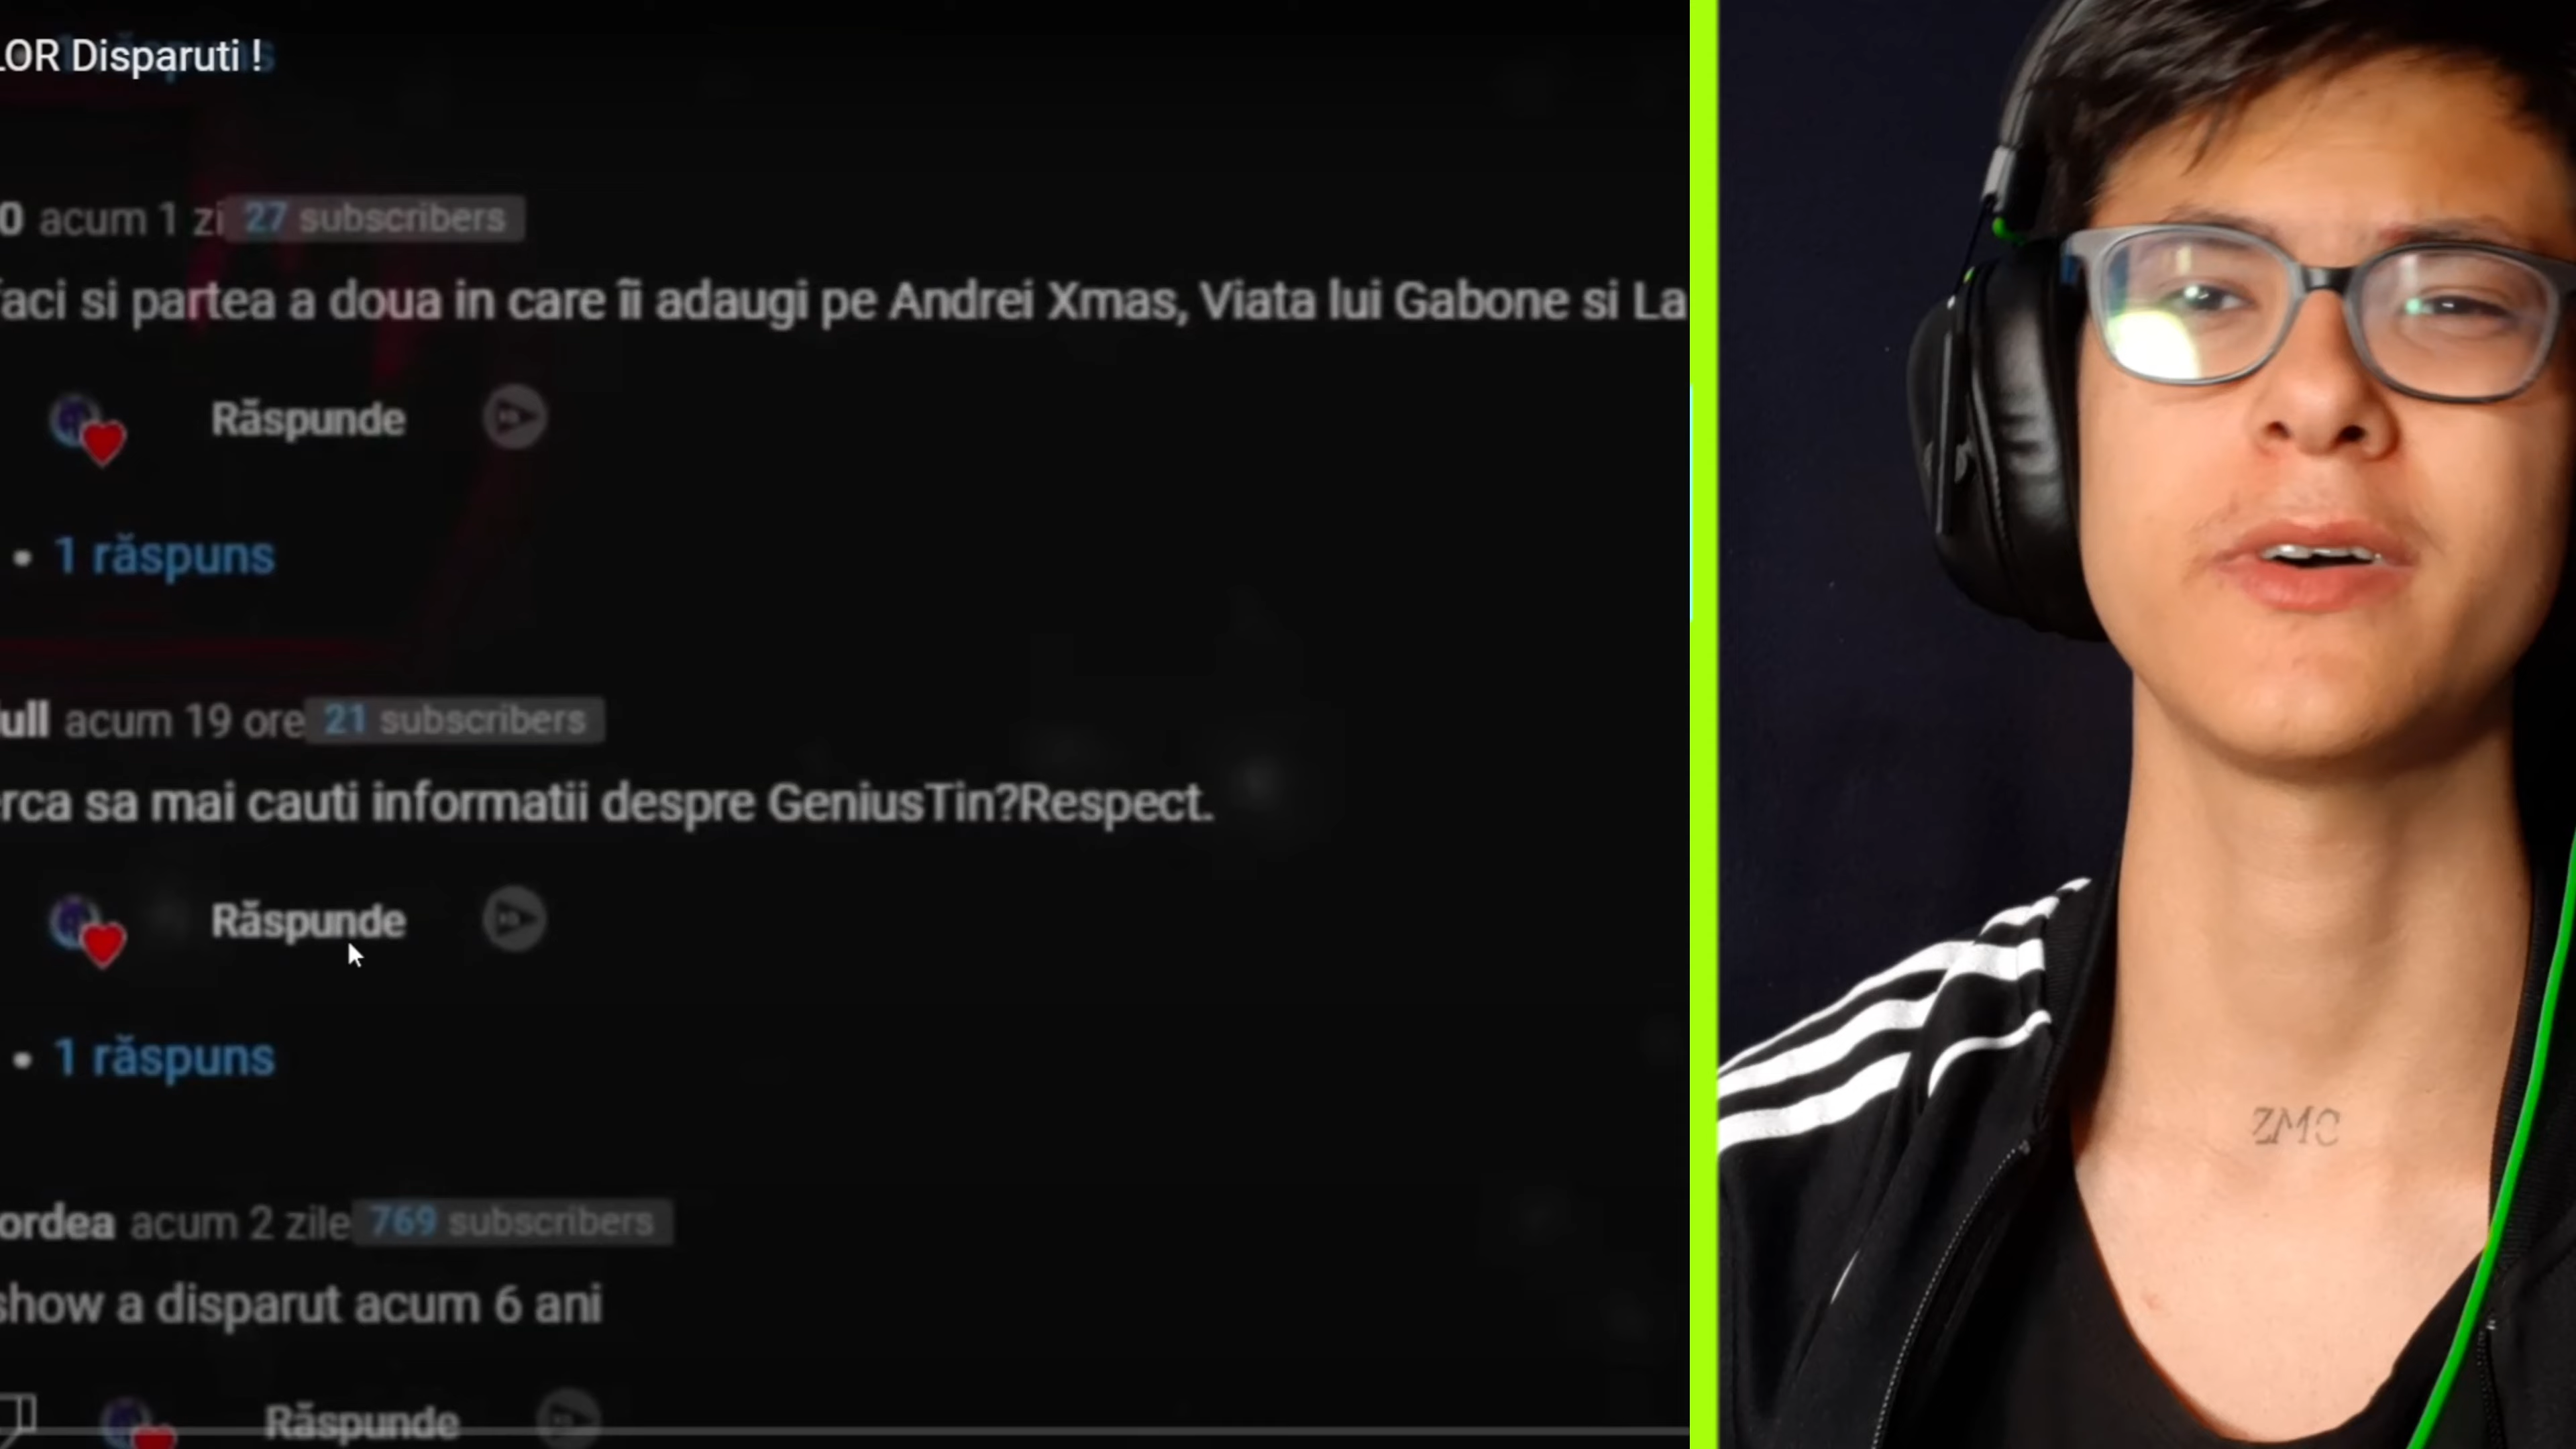 LOR Disparuti !
0 acum 1 zi 27 subscribers
faci si partea a doua in care îi adaugi pe Andrei Xmas, Viata lui Gabone si La
Răspunde
• 1 răspuns
ull acum 19 ore 21 subscribers
erca sa mai cauti informatii despre GeniusTin?Respect.
Răspunde
• 1 răspuns
ordea acum 2 zile 769 subscribers
show a disparut acum 6 ani
Răspunde
ZMC